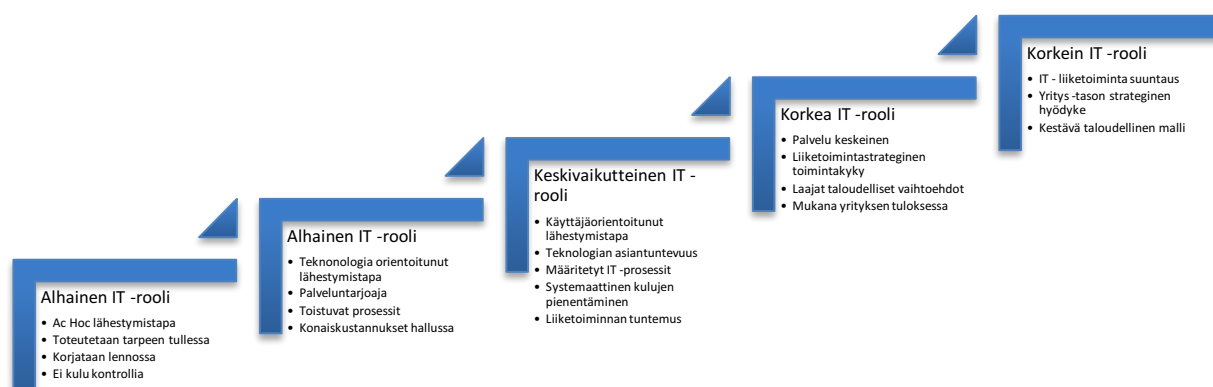 Alhainen IT -rooli
• Ac Hoc lähestymistapa
• Toteutetaan tarpeen tullessa
• Korjataan lennossa
• Ei kulu kontrollia
Alhainen IT -rooli
• Teknonologia orientoitunut
lähestymistapa
• Palveluntarjoaja
• Toistuvat prosessit
• Konaiskustannukset hallussa
Keskivaikutteinen IT -
rooli
• Käyttäjäorientoitunut
lähestymistapa
• Teknologian asiantuntevuus
• Määritetyt IT -prosessit
• Systemaattinen kulujen
pienentäminen
• Liiketoiminnan tuntemus
Korkea IT -rooli
• Palvelu keskeinen
• Liiketoimintastrateginen
toimintakyky
• Laajat taloudelliset vaihtoehdot
• Mukana yrityksen tuloksessa
Korkein IT -rooli
• IT - liiketoiminta suuntaus
• Yritys -tason strateginen
hyödyke
• Kestävä taloudellinen malli